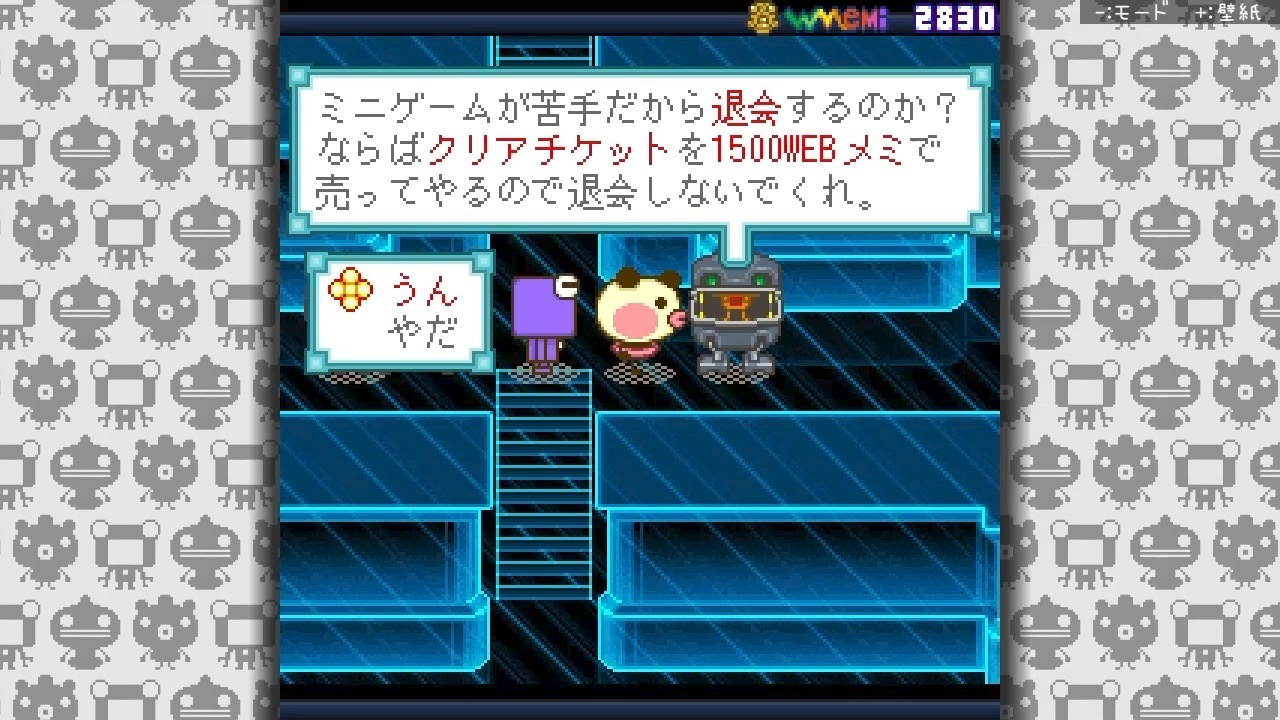 -:モード +:壁紙
WMEMi 2830
ミニゲームが苦手だから退会するのか？
ならばクリアチケットを1500WEBメミで
売ってやるので退会しないでくれ。
うん
やだ